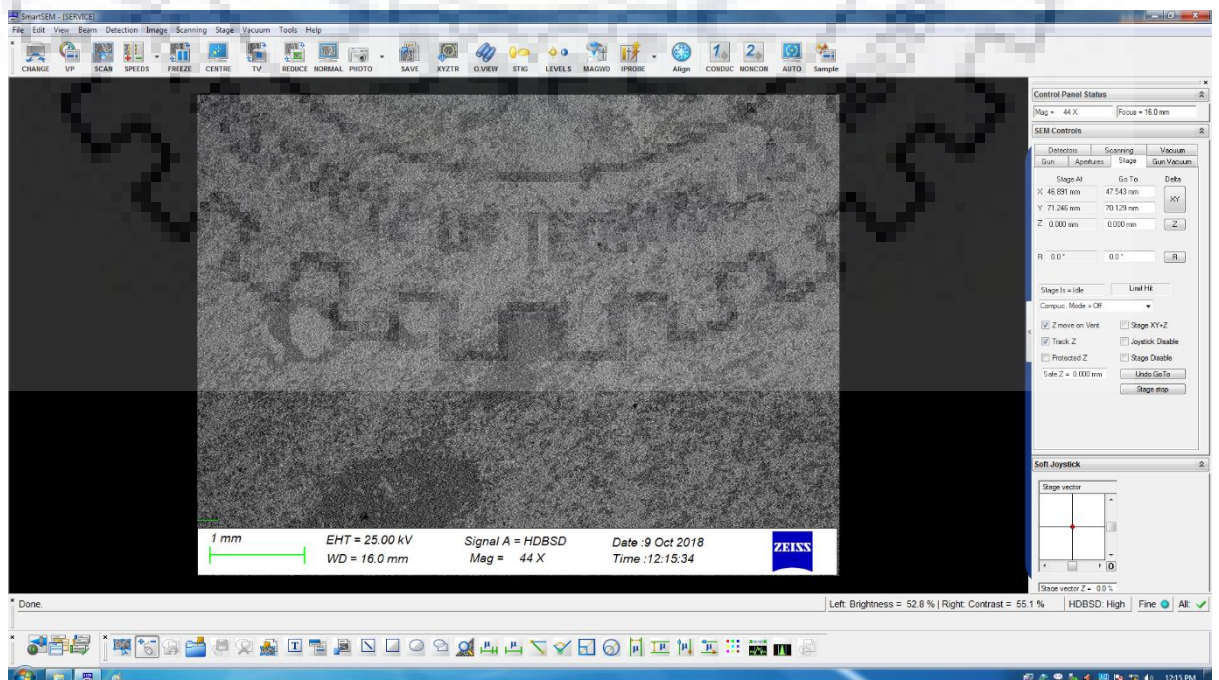 SmartSEM - [SERVICE]
File Edit View Beam Detection Image Scanning Stage Vacuum Tools Help
CHANGE VP SCAN SPEEDS FREEZE CENTRE TV REDUCE NORMAL PHOTO SAVE XYZTR O.VIEW STIG LEVELS MAGWD IPROBE Align CONDUC NONCON AUTO Sample
Control Panel Status
Mag = 44 X Focus = 16.0 mm
SEM Controls
Detectors Scanning Vacuum
Gun Apertures Stage Gun Vacuum
Stage At Go To Delta
X 46.891 mm 47.543 mm XY
Y 71.246 mm 70.129 mm
Z 0.000 mm 0.000 mm Z
R 0.0 ° 0.0 ° R
Stage Is = Idle Limit Hit
Compuc. Mode = Off
Z move on Vent Stage XY+Z
Track Z Joystick Disable
Protected Z Stage Disable
Safe Z = 0.000 mm Undo GoTo
Stage stop
Soft Joystick
Stage vector
0
Stage vector Z = 0.0 %
1 mm EHT = 25.00 kV Signal A = HDBSD Date :9 Oct 2018 ZEISS
WD = 16.0 mm Mag = 44 X Time :12:15:34
Done. Left: Brightness = 52.8 % | Right: Contrast = 55.1 % HDBSD: High Fine All:
12:15 PM